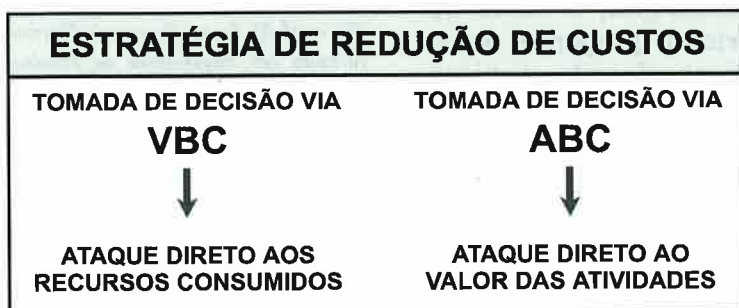 ESTRATÉGIA DE REDUÇÃO DE CUSTOS
TOMADA DE DECISÃO VIA
VBC
ATAQUE DIRETO AOS
RECURSOS CONSUMIDOS
TOMADA DE DECISÃO VIA
ABC
ATAQUE DIRETO AO
VALOR DAS ATIVIDADES